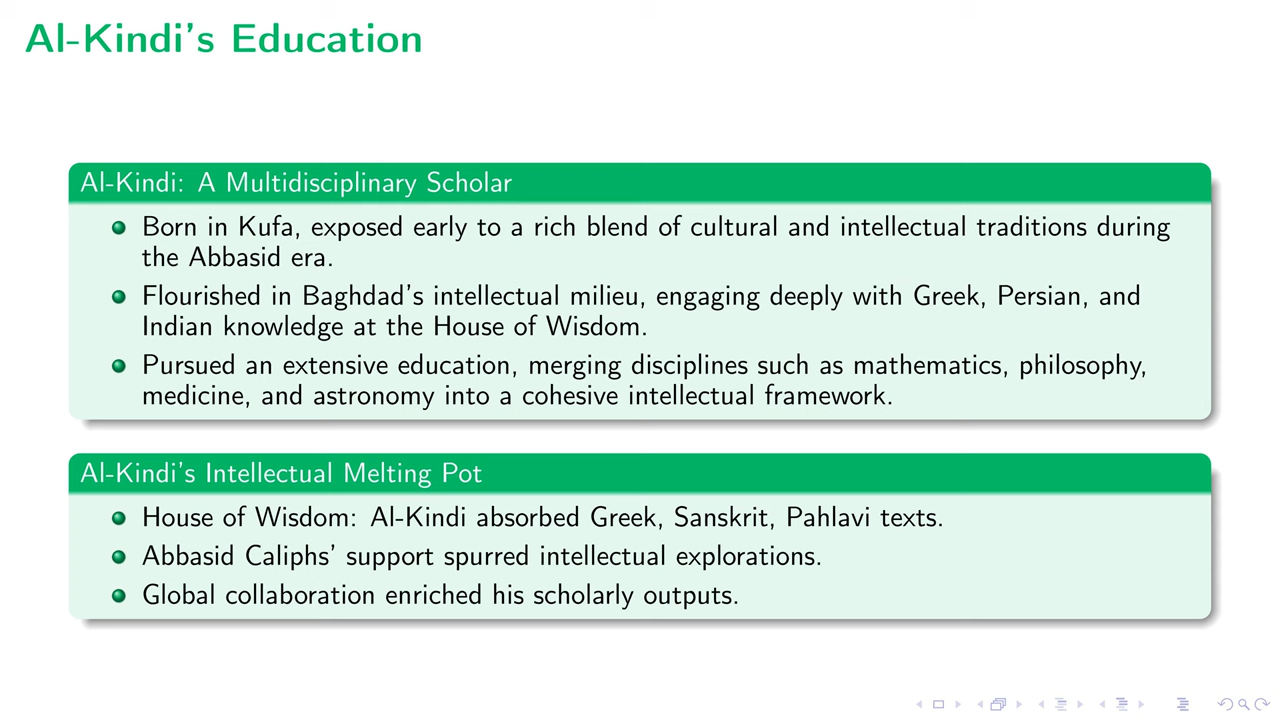 Al-Kindi's Education
Al-Kindi: A Multidisciplinary Scholar
Born in Kufa, exposed early to a rich blend of cultural and intellectual traditions during
the Abbasid era.
Flourished in Baghdad's intellectual milieu, engaging deeply with Greek, Persian, and
Indian knowledge at the House of Wisdom.
Pursued an extensive education, merging disciplines such as mathematics, philosophy,
medicine, and astronomy into a cohesive intellectual framework.
Al-Kindi's Intellectual Melting Pot
House of Wisdom: Al-Kindi absorbed Greek, Sanskrit, Pahlavi texts.
Abbasid Caliphs' support spurred intellectual explorations.
Global collaboration enriched his scholarly outputs.